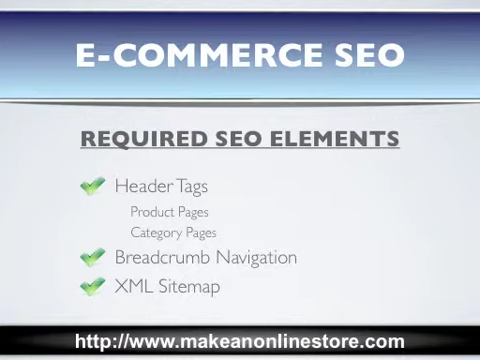 E-COMMERCE SEO
REQUIRED SEO ELEMENTS
Header Tags
Product Pages
Category Pages
Breadcrumb Navigation
XML Sitemap
http://www.makeanonlinestore.com